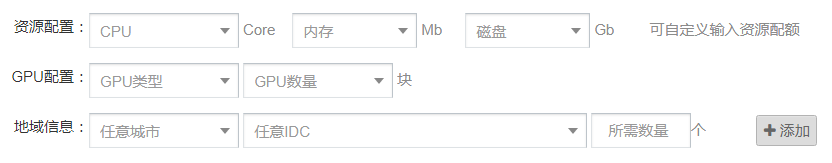 资源配置： CPU Core 内存 Mb 磁盘 Gb 可自定义输入资源配额
GPU配置： GPU类型 GPU数量 块
地域信息： 任意城市 任意IDC 所需数量 个 添加